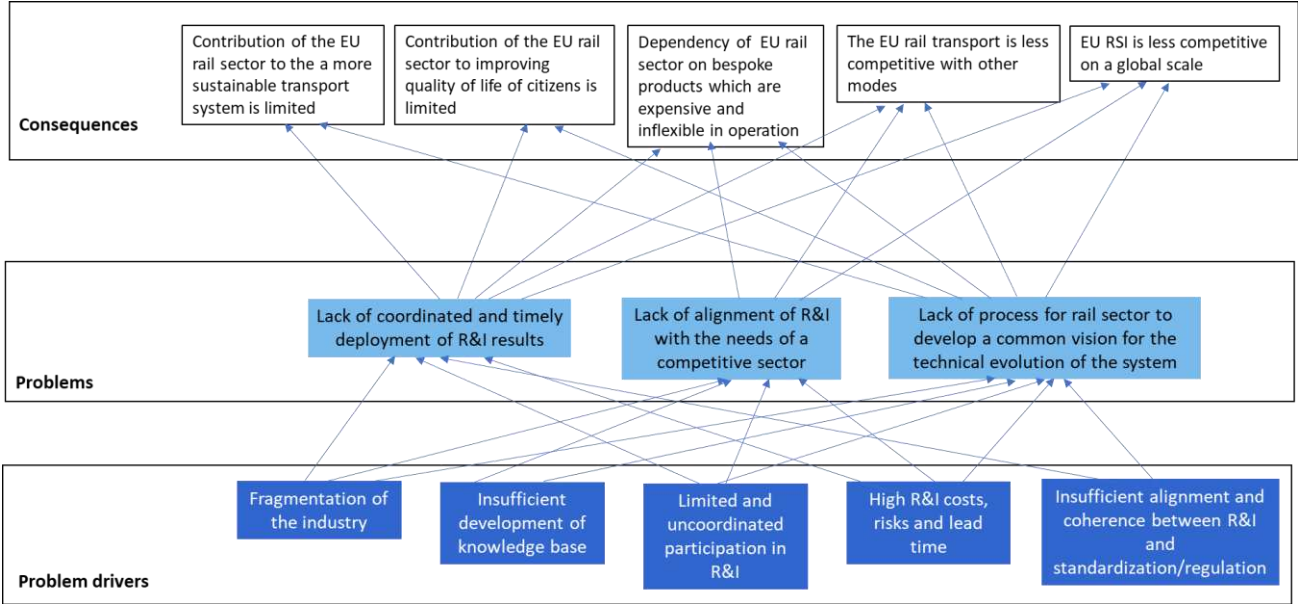 Contribution of the EU
rail sector to the a more
sustainable transport
system is limited
Contribution of the EU rail
sector to improving
quality of life of citizens is
limited
Dependency of EU rail
sector on bespoke
products which are
expensive and
inflexible in operation
The EU rail transport is less
competitive with other
modes
EU RSI is less competitive
on a global scale
Consequences
Lack of coordinated and timely
deployment of R&I results
Lack of alignment of R&I
with the needs of a
competitive sector
Lack of process for rail sector to
develop a common vision for the
technical evolution of the system
Problems
Fragmentation of
the industry
Insufficient
development of
knowledge base
Limited and
uncoordinated
participation in
R&I
High R&I costs,
risks and lead
time
Insufficient alignment and
coherence between R&I
and
standardization/regulation
Problem drivers